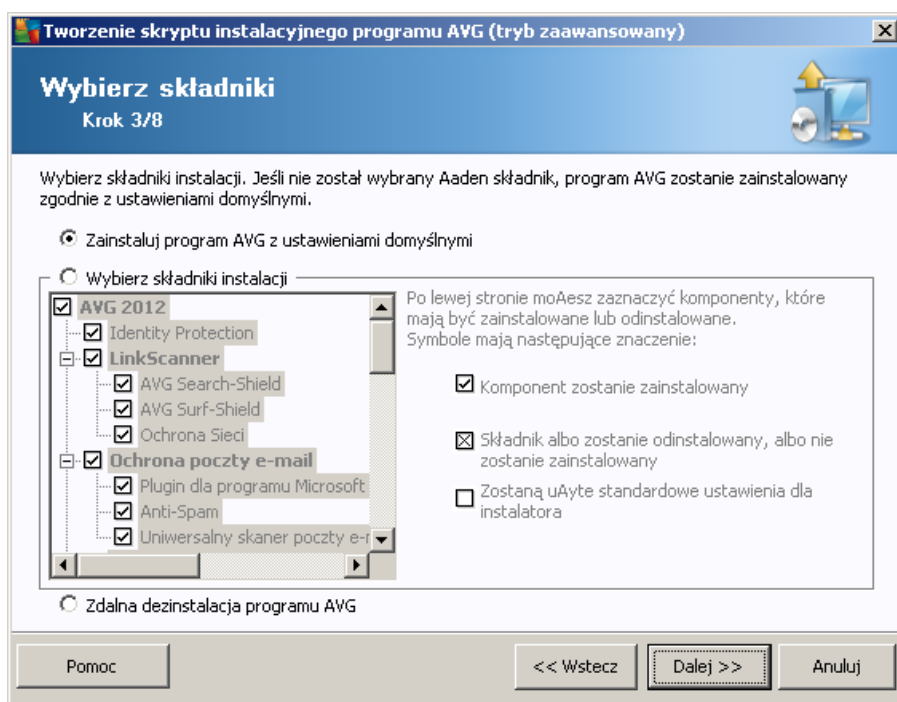 Tworzenie skryptu instalacyjnego programu AVG (tryb zaawansowany)
Wybierz składniki
Krok 3/8
Wybierz składniki instalacji. Jeśli nie został wybrany Aaden składnik, program AVG zostanie zainstalowany
zgodnie z ustawieniami domyślnymi.
Zainstaluj program AVG z ustawieniami domyślnymi
Wybierz składniki instalacji
AVG 2012
Identity Protection
LinkScanner
AVG Search-Shield
AVG Surf-Shield
Ochrona Sieci
Ochrona poczty e-mail
Plugin dla programu Microsoft
Anti-Spam
Uniwersalny skaner poczty e-r
Po lewej stronie moAesz zaznaczyć komponenty, które
mają być zainstalowane lub odinstalowane.
Symbole mają następujące znaczenie:
Komponent zostanie zainstalowany
Składnik albo zostanie odinstalowany, albo nie
zostanie zainstalowany
Zostaną uAyte standardowe ustawienia dla
instalatora
Zdalna dezinstalacja programu AVG
Pomoc
<< Wstecz
Dalej >>
Anuluj